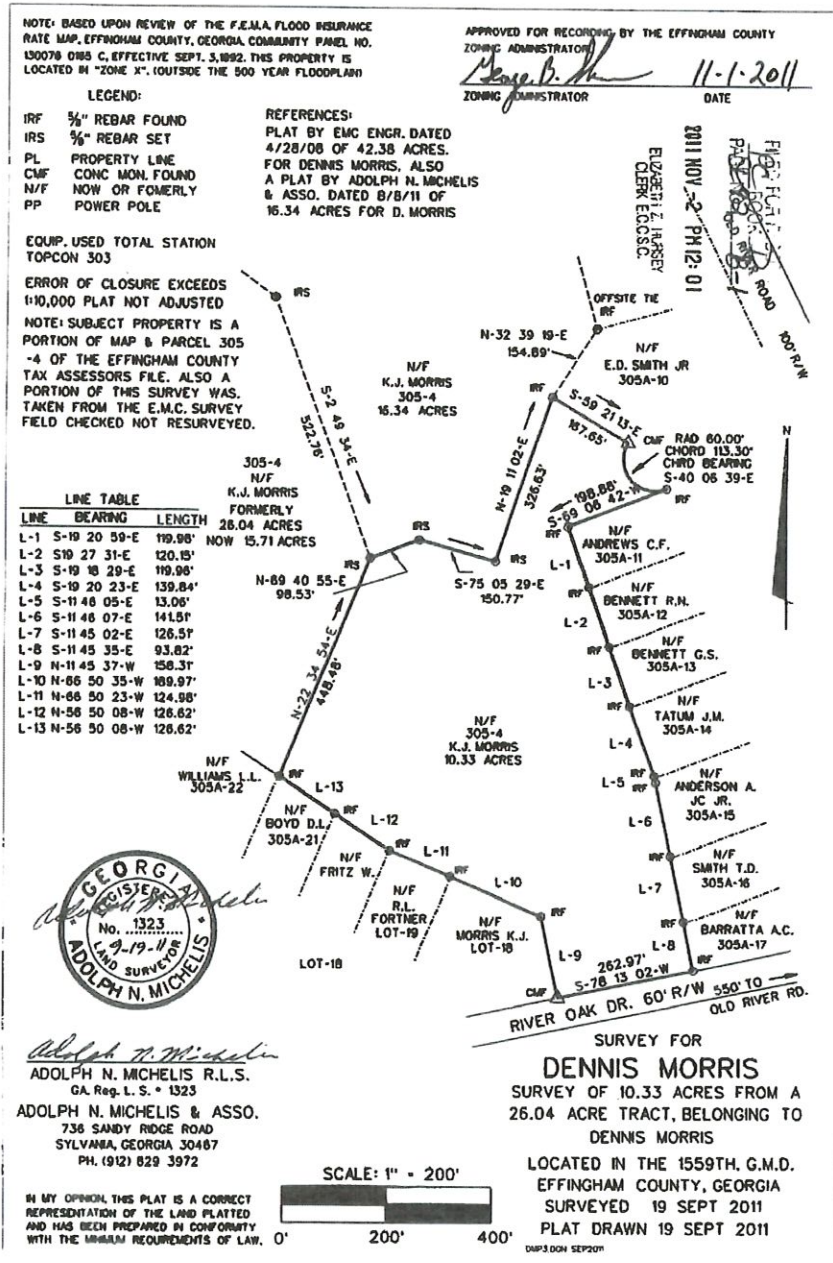 NOTE: BASED UPON REVIEW OF THE F.E.M.A. FLOOD INSURANCE
RATE MAP, EFFINGHAM COUNTY, GEORGIA, COMMUNITY PANEL NO.
130076 0185 C, EFFECTIVE SEPT. 3,1992. THIS PROPERTY IS
LOCATED IN "ZONE X". (OUTSIDE THE 500 YEAR FLOODPLAIN)
APPROVED FOR RECORDING BY THE EFFINGHAM COUNTY
ZONING ADMINISTRATOR
George B.
11-1-2011
ZONING ADMINISTRATOR
DATE
LEGEND:
IRF 5/8" REBAR FOUND
IRS 5/8" REBAR SET
PL PROPERTY LINE
CMF CONC MON. FOUND
N/F NOW OR FOMERLY
PP POWER POLE
REFERENCES:
PLAT BY EMC ENGR. DATED
4/28/08 OF 42.38 ACRES.
FOR DENNIS MORRIS. ALSO
A PLAT BY ADOLPH N. MICHELIS
& ASSO. DATED 8/8/11 OF
16.34 ACRES FOR D. MORRIS
2011 NOV -2 PM 12: 01
ELIZABETH Z. HURSEY
CLERK E.C.C.S.C.
OLD RIVER ROAD
100' R/W
EQUIP. USED TOTAL STATION
TOPCON 303
ERROR OF CLOSURE EXCEEDS
1:10,000 PLAT NOT ADJUSTED
NOTE: SUBJECT PROPERTY IS A
PORTION OF MAP & PARCEL 305
-4 OF THE EFFINGHAM COUNTY
TAX ASSESSORS FILE. ALSO A
PORTION OF THIS SURVEY WAS.
TAKEN FROM THE E.M.C. SURVEY
FIELD CHECKED NOT RESURVEYED.
IRS
OFFSITE TIE
IRF
N-32 39 19-E
154.89'
N/F
E.D. SMITH JR
305A-10
N/F
K.J. MORRIS
305-4
16.34 ACRES
S-2 49 34-E
522.76'
IRF
S-59 21 13-E
187.65'
CMF
RAD 60.00'
CHORD 113.30'
CHRD BEARING
S-40 06 39-E
IRF
N
N-19 11 02-E
326.63'
198.88'
S-69 06 42-W
IRF
305-4
N/F
K.J. MORRIS
FORMERLY
26.04 ACRES
NOW 15.71 ACRES
IRS
IRS
IRS
N-69 40 55-E
98.53'
S-75 05 29-E
150.77'
N/F
ANDREWS C.F.
305A-11
LINE TABLE
LINE BEARING LENGTH
L-1 S-19 20 59-E 119.98'
L-2 S19 27 31-E 120.15'
L-3 S-19 18 29-E 119.96'
L-4 S-19 20 23-E 139.84'
L-5 S-11 46 05-E 13.06'
L-6 S-11 46 07-E 141.51'
L-7 S-11 45 02-E 126.51'
L-8 S-11 45 35-E 93.82'
L-9 N-11 45 37-W 158.31'
L-10 N-66 50 35-W 189.97'
L-11 N-66 50 23-W 124.98'
L-12 N-56 50 08-W 126.62'
L-13 N-56 50 08-W 126.62'
L-1
IRF
N/F
BENNETT R.N.
305A-12
L-2
IRF
N/F
BENNETT G.S.
305A-13
L-3
IRF
N/F
TATUM J.M.
305A-14
L-4
N-22 34 54-E
448.48'
N/F
305-4
K.J. MORRIS
10.33 ACRES
L-5
IRF
IRF
N/F
ANDERSON A.
JC JR.
305A-15
L-6
IRF
N/F
SMITH T.D.
305A-16
L-7
IRF
N/F
BARRATTA A.C.
305A-17
L-8
IRF
N/F
WILLIAMS L.L.
305A-22
IRF
L-13
N/F
BOYD D.L
305A-21
IRF
L-12
N/F
FRITZ W.
IRF
L-11
N/F
R.L.
FORTNER
LOT-19
IRF
L-10
N/F
MORRIS K.J.
LOT-18
IRF
L-9
LOT-18
CMF
262.97'
S-78 13 02-W
RIVER OAK DR. 60' R/W
550' TO
OLD RIVER RD.
GEORGIA
REGISTERED
No. 1323
9-19-11
LAND SURVEYOR
ADOLPH N. MICHELIS
Adolph N. Michelis
Adolph N. Michelis
ADOLPH N. MICHELIS R.L.S.
GA. Reg. L. S. # 1323
ADOLPH N. MICHELIS & ASSO.
736 SANDY RIDGE ROAD
SYLVANIA, GEORGIA 30467
PH. (912) 829 3972
IN MY OPINION, THIS PLAT IS A CORRECT
REPRESENTATION OF THE LAND PLATTED
AND HAS BEEN PREPARED IN CONFORMITY
WITH THE MINIMUM REQUIREMENTS OF LAW.
SCALE: 1" = 200'
0' 200' 400'
SURVEY FOR
DENNIS MORRIS
SURVEY OF 10.33 ACRES FROM A
26.04 ACRE TRACT, BELONGING TO
DENNIS MORRIS
LOCATED IN THE 1559TH. G.M.D.
EFFINGHAM COUNTY, GEORGIA
SURVEYED 19 SEPT 2011
PLAT DRAWN 19 SEPT 2011
DMP3.DGN SEP2011